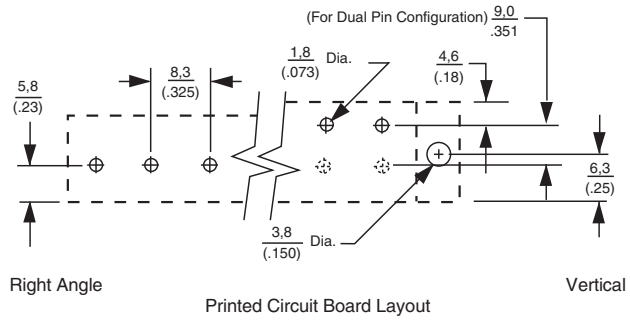 (For Dual Pin Configuration) 9,0
.351
1,8 Dia.
(.073)
4,6
(.18)
8,3
(.325)
5,8
(.23)
6,3
(.25)
3,8 Dia.
(.150)
Right Angle
Vertical
Printed Circuit Board Layout